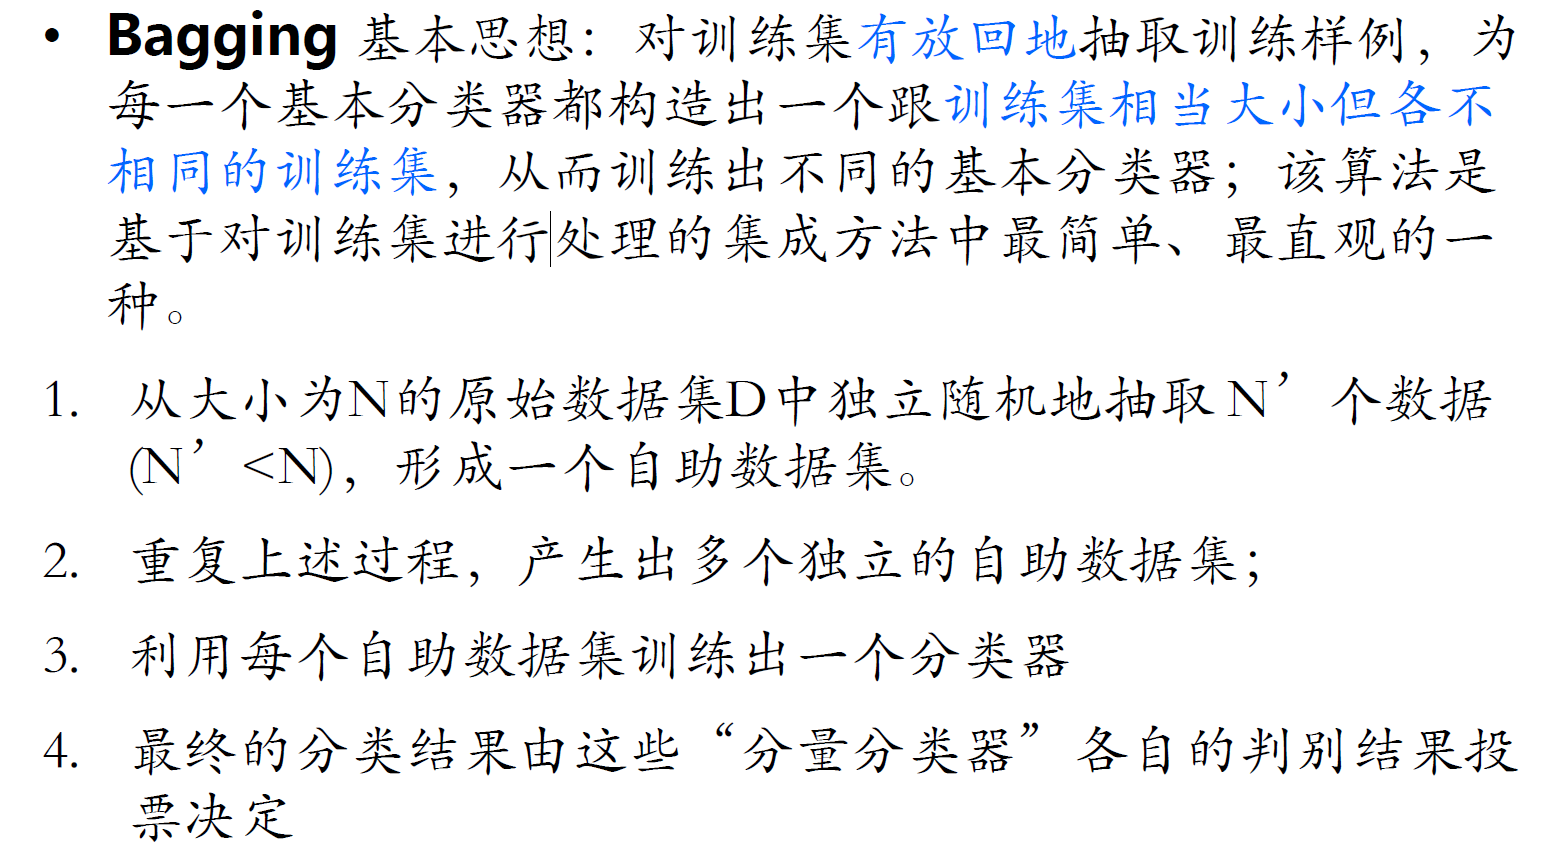 • Bagging 基本思想：对训练集有放回地抽取训练样例，为
每一个基本分类器都构造出一个跟训练集相当大小但各不
相同的训练集，从而训练出不同的基本分类器；该算法是
基于对训练集进行处理的集成方法中最简单、最直观的一
种。
1. 从大小为N的原始数据集D中独立随机地抽取 N’ 个数据
(N’ <N)，形成一个自助数据集。
2. 重复上述过程，产生出多个独立的自助数据集；
3. 利用每个自助数据集训练出一个分类器
4. 最终的分类结果由这些“分量分类器”各自的判别结果投
票决定